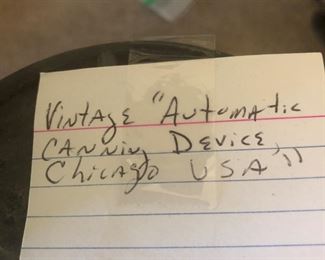 Vintage "Automatic
Canning Device,
Chicago USA"